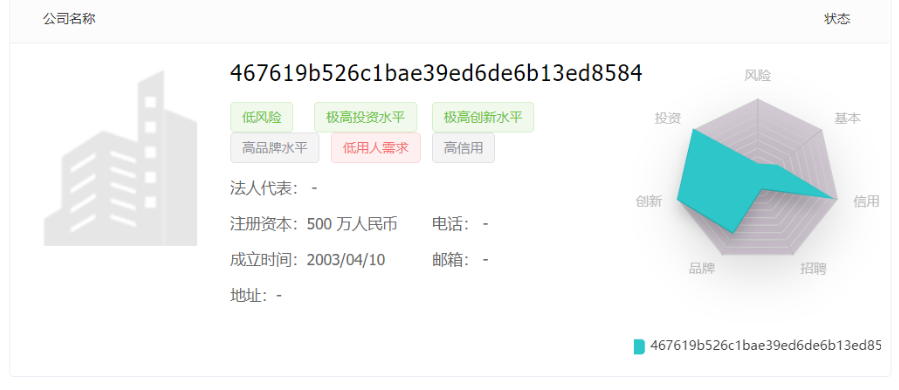 公司名称 状态
467619b526c1bae39ed6de6b13ed8584
低风险 极高投资水平 极高创新水平
高品牌水平 低用人需求 高信用
法人代表： -
注册资本：500 万人民币 电话： -
成立时间：2003/04/10 邮箱： -
地址：-
风险
投资 基本
创新 信用
品牌 招聘
467619b526c1bae39ed6de6b13ed85